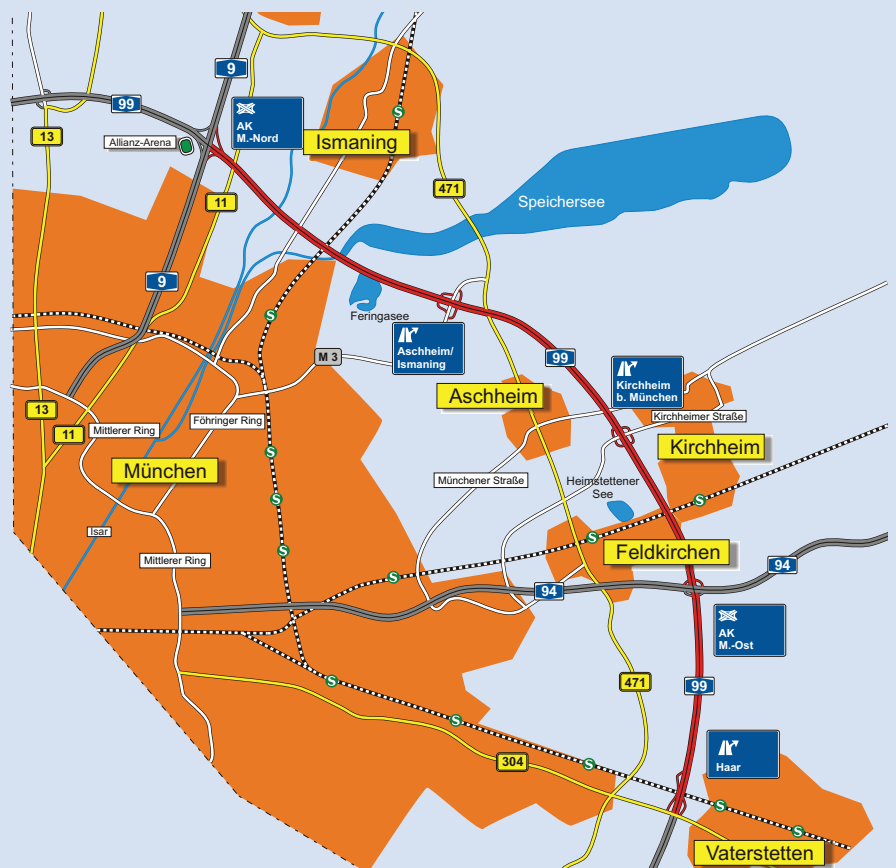 9
99
AK
M.-Nord
Allianz-Arena
13
Ismaning
S
471
11
Speichersee
9
Feringasee
S
Aschheim/
Ismaning
M 3
99
Kirchheim
b. München
Aschheim
13
11
Mittlerer Ring
Föhringer Ring
Kirchheimer Straße
Kirchheim
München
S
Münchener Straße
Heimstettener
See
S
S
Isar
S
S
Feldkirchen
Mittlerer Ring
S
94
94
AK
M.-Ost
S
471
99
S
304
S
Haar
S
S
Vaterstetten